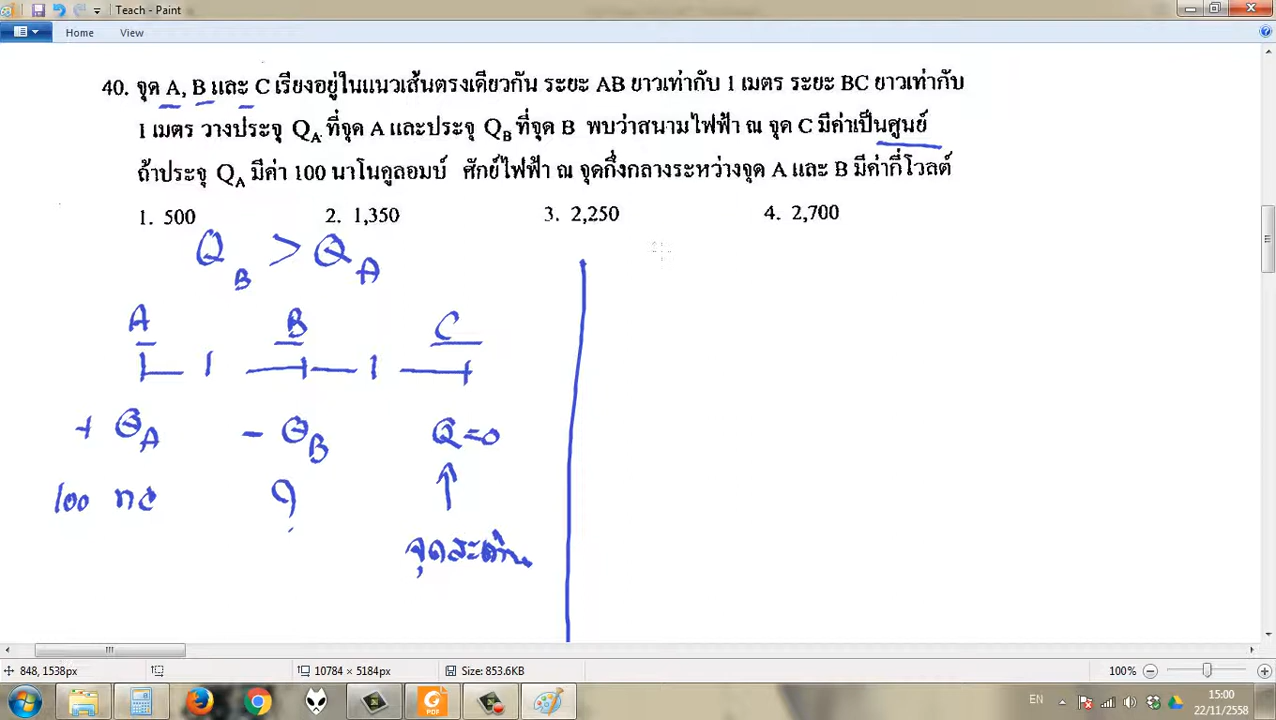 Teach - Paint
Home View
40. จุด A, B และ C เรียงอยู่ในแนวเส้นตรงเดียวกัน ระยะ AB ยาวเท่ากับ 1 เมตร ระยะ BC ยาวเท่ากับ
1 เมตร วางประจุ QA ที่จุด A และประจุ QB ที่จุด B พบว่าสนามไฟฟ้า ณ จุด C มีค่าเป็นศูนย์
ถ้าประจุ QA มีค่า 100 นาโนคูลอมบ์ ศักย์ไฟฟ้า ณ จุดกึ่งกลางระหว่างจุด A และ B มีค่ากี่โวลต์
1. 500 2. 1,350 3. 2,250 4. 2,700
QB > QA
A B C
1 1
+ QA - QB Q=0
100 nc ?
จุดสะเทิน
848, 1538px 10784 × 5184px Size: 853.6KB 100%
PDF EN 15:00
22/11/2558